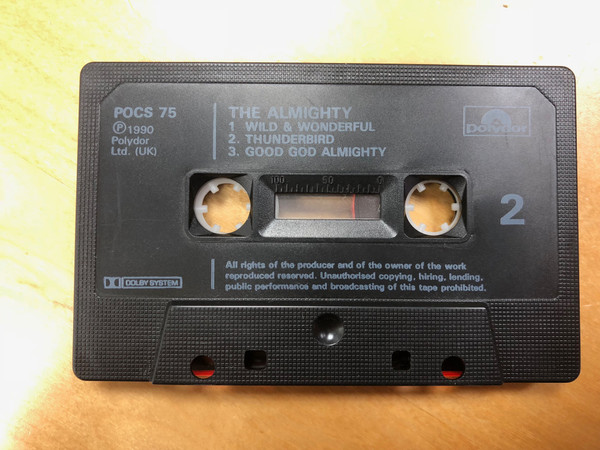 POCS 75
Ⓟ1990
Polydor
Ltd. (UK)
THE ALMIGHTY
1 WILD & WONDERFUL
2. THUNDERBIRD
3. GOOD GOD ALMIGHTY
Polydor
100 50 0
2
DOLBY SYSTEM
All rights of the producer and of the owner of the work
reproduced reserved. Unauthorised copying, hiring, lending,
public performance and broadcasting of this tape prohibited.